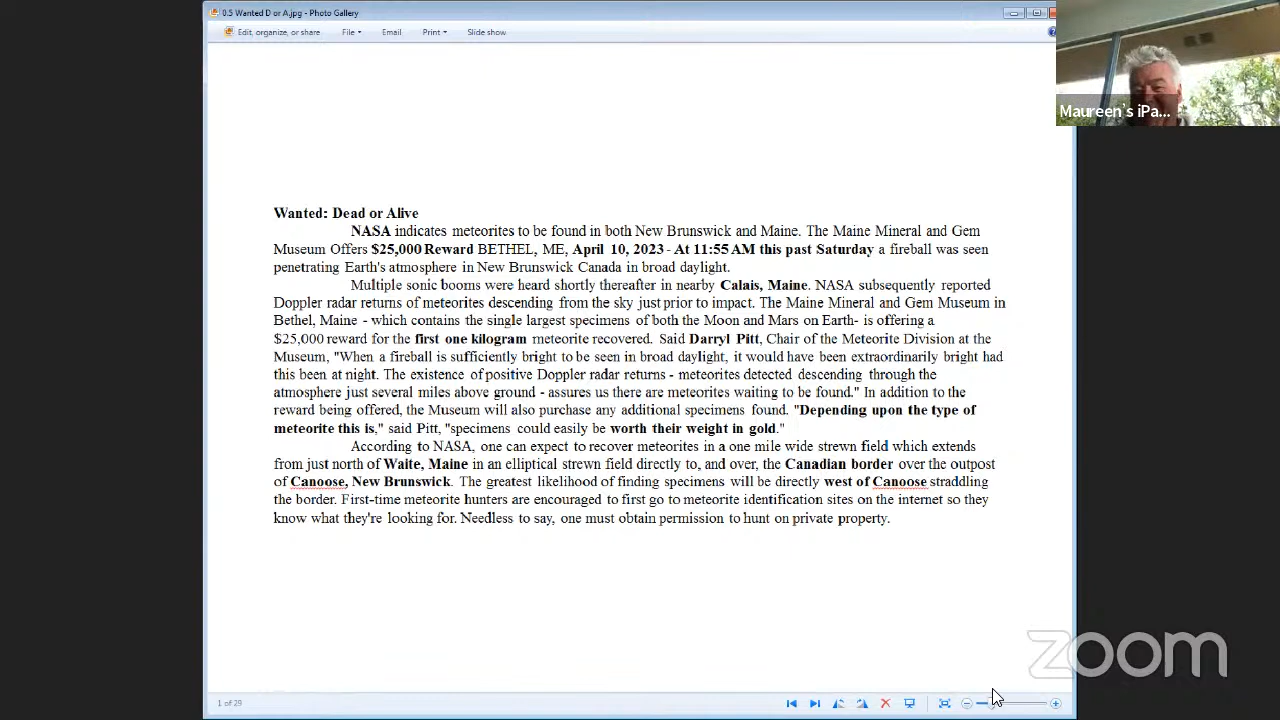 0.5 Wanted D or A.jpg - Photo Gallery
Edit, organize, or share File Email Print Slide show
Maureen's iPa...
Wanted: Dead or Alive
NASA indicates meteorites to be found in both New Brunswick and Maine. The Maine Mineral and Gem
Museum Offers $25,000 Reward BETHEL, ME, April 10, 2023 - At 11:55 AM this past Saturday a fireball was seen
penetrating Earth's atmosphere in New Brunswick Canada in broad daylight.
Multiple sonic booms were heard shortly thereafter in nearby Calais, Maine. NASA subsequently reported
Doppler radar returns of meteorites descending from the sky just prior to impact. The Maine Mineral and Gem Museum in
Bethel, Maine - which contains the single largest specimens of both the Moon and Mars on Earth- is offering a
$25,000 reward for the first one kilogram meteorite recovered. Said Darryl Pitt, Chair of the Meteorite Division at the
Museum, "When a fireball is sufficiently bright to be seen in broad daylight, it would have been extraordinarily bright had
this been at night. The existence of positive Doppler radar returns - meteorites detected descending through the
atmosphere just several miles above ground - assures us there are meteorites waiting to be found." In addition to the
reward being offered, the Museum will also purchase any additional specimens found. "Depending upon the type of
meteorite this is," said Pitt, "specimens could easily be worth their weight in gold."
According to NASA, one can expect to recover meteorites in a one mile wide strewn field which extends
from just north of Waite, Maine in an elliptical strewn field directly to, and over, the Canadian border over the outpost
of Canoose, New Brunswick. The greatest likelihood of finding specimens will be directly west of Canoose straddling
the border. First-time meteorite hunters are encouraged to first go to meteorite identification sites on the internet so they
know what they're looking for. Needless to say, one must obtain permission to hunt on private property.
zoom
1 of 29